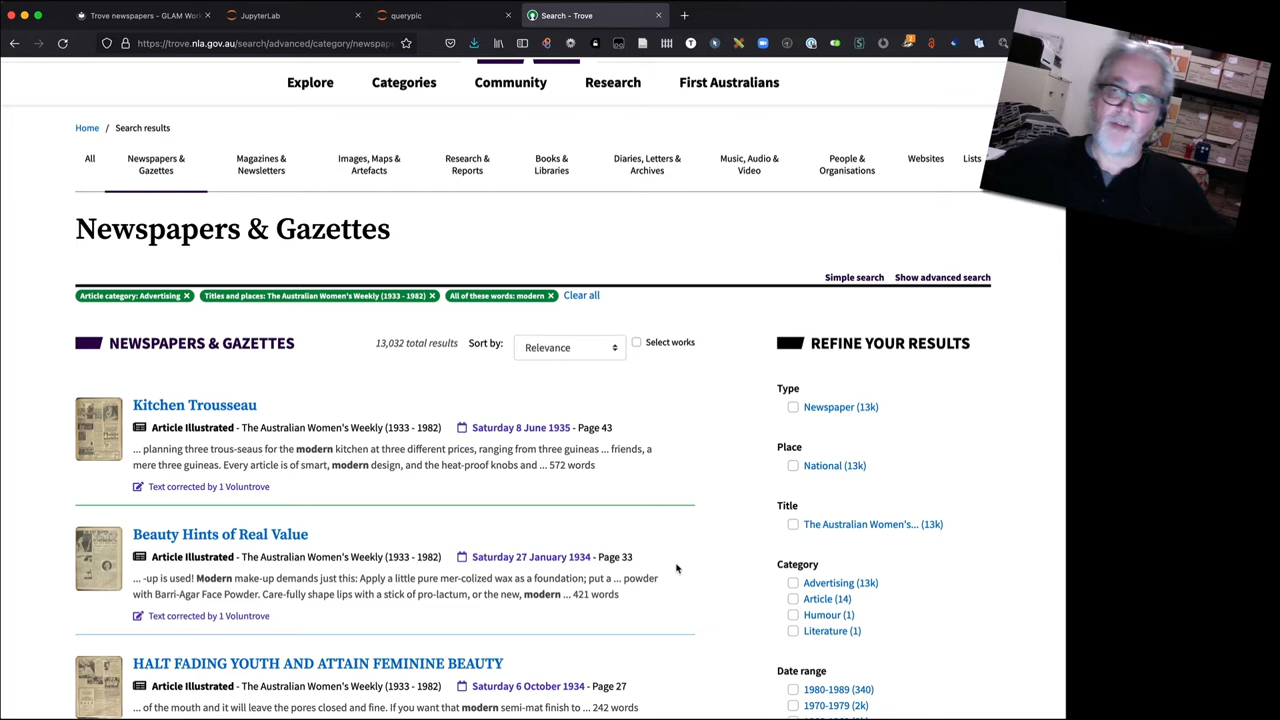 Trove newspapers - GLAM Wor
JupyterLab
querypic
Search - Trove
https://trove.nla.gov.au/search/advanced/category/newspap
Explore
Categories
Community
Research
First Australians
Home / Search results
All
Newspapers &
Gazettes
Magazines &
Newsletters
Images, Maps &
Artefacts
Research &
Reports
Books &
Libraries
Diaries, Letters &
Archives
Music, Audio &
Video
People &
Organisations
Websites
Lists
Newspapers & Gazettes
Simple search Show advanced search
Article category: Advertising × Titles and places: The Australian Women's Weekly (1933 - 1982) × All of these words: modern × Clear all
NEWSPAPERS & GAZETTES 13,032 total results Sort by: Relevance Select works
Kitchen Trousseau
Article Illustrated - The Australian Women's Weekly (1933 - 1982) Saturday 8 June 1935 - Page 43
... planning three trous-seaus for the modern kitchen at three different prices, ranging from three guineas ... friends, a
mere three guineas. Every article is of smart, modern design, and the heat-proof knobs and ... 572 words
Text corrected by 1 Voluntrove
Beauty Hints of Real Value
Article Illustrated - The Australian Women's Weekly (1933 - 1982) Saturday 27 January 1934 - Page 33
... -up is used! Modern make-up demands just this: Apply a little pure mer-colized wax as a foundation; put a ... powder
with Barri-Agar Face Powder. Care-fully shape lips with a stick of pro-lactum, or the new, modern ... 421 words
Text corrected by 1 Voluntrove
HALT FADING YOUTH AND ATTAIN FEMININE BEAUTY
Article Illustrated - The Australian Women's Weekly (1933 - 1982) Saturday 6 October 1934 - Page 27
... of the mouth and it will leave the pores closed and fine. If you want that modern semi-mat finish to ... 242 words
REFINE YOUR RESULTS
Type
Newspaper (13k)
Place
National (13k)
Title
The Australian Women's... (13k)
Category
Advertising (13k)
Article (14)
Humour (1)
Literature (1)
Date range
1980-1989 (340)
1970-1979 (2k)